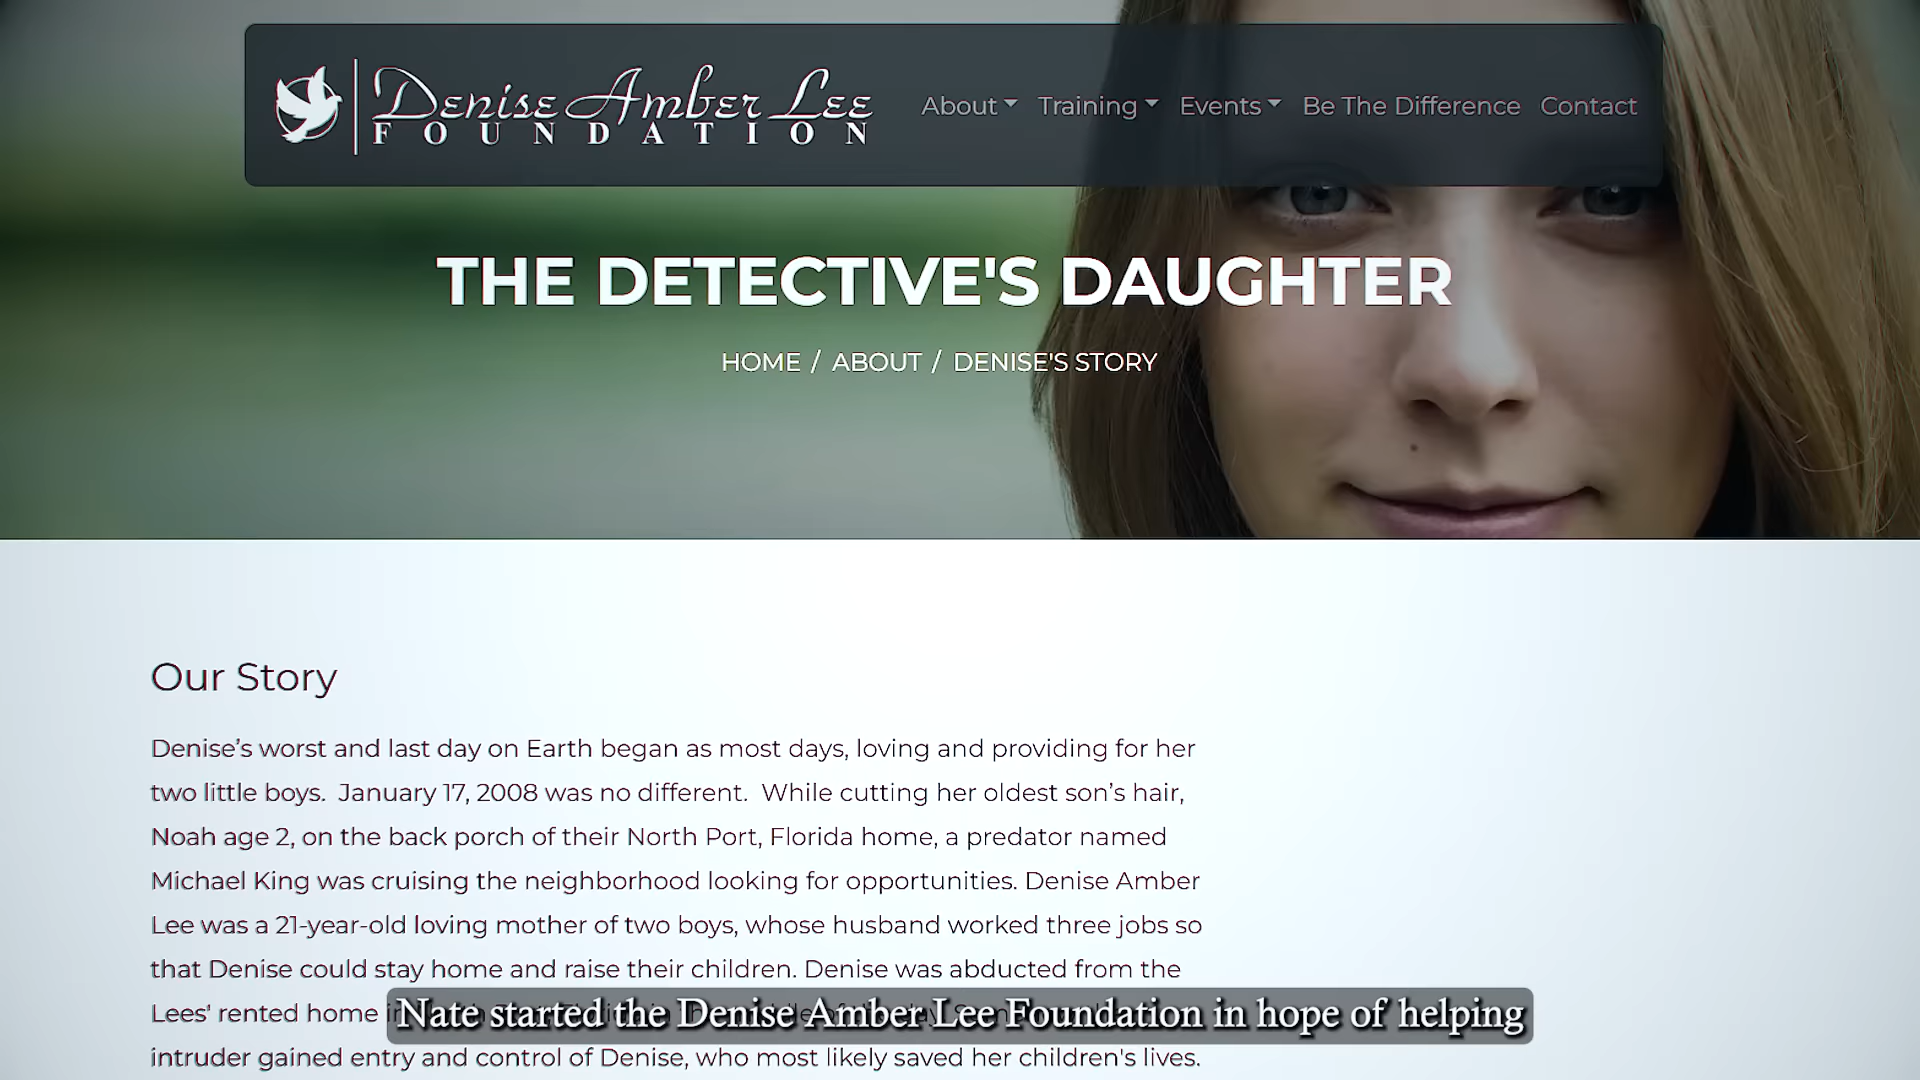 Denise Amber Lee
FOUNDATION
About Training Events Be The Difference Contact
THE DETECTIVE'S DAUGHTER
HOME / ABOUT / DENISE'S STORY
Our Story
Denise’s worst and last day on Earth began as most days, loving and providing for her
two little boys.  January 17, 2008 was no different.  While cutting her oldest son’s hair,
Noah age 2, on the back porch of their North Port, Florida home, a predator named
Michael King was cruising the neighborhood looking for opportunities. Denise Amber
Lee was a 21-year-old loving mother of two boys, whose husband worked three jobs so
that Denise could stay home and raise their children. Denise was abducted from the
Lees' rented home
Nate started the Denise Amber Lee Foundation in hope of helping
intruder gained entry and control of Denise, who most likely saved her children's lives.